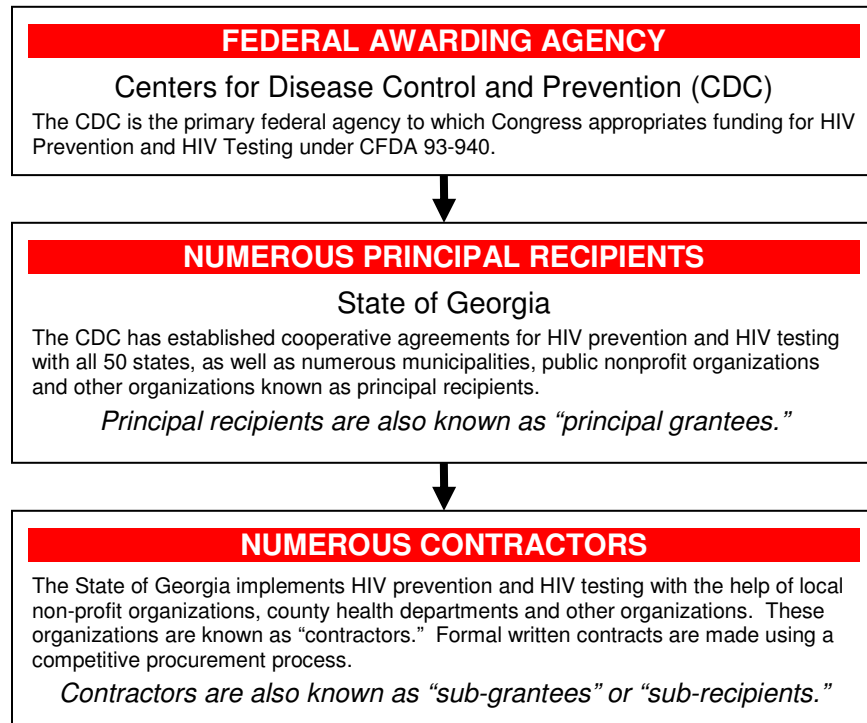 FEDERAL AWARDING AGENCY
Centers for Disease Control and Prevention (CDC)
The CDC is the primary federal agency to which Congress appropriates funding for HIV
Prevention and HIV Testing under CFDA 93-940.
NUMEROUS PRINCIPAL RECIPIENTS
State of Georgia
The CDC has established cooperative agreements for HIV prevention and HIV testing
with all 50 states, as well as numerous municipalities, public nonprofit organizations
and other organizations known as principal recipients.
Principal recipients are also known as “principal grantees.”
NUMEROUS CONTRACTORS
The State of Georgia implements HIV prevention and HIV testing with the help of local
non-profit organizations, county health departments and other organizations.  These
organizations are known as “contractors.”  Formal written contracts are made using a
competitive procurement process.
Contractors are also known as “sub-grantees” or “sub-recipients.”